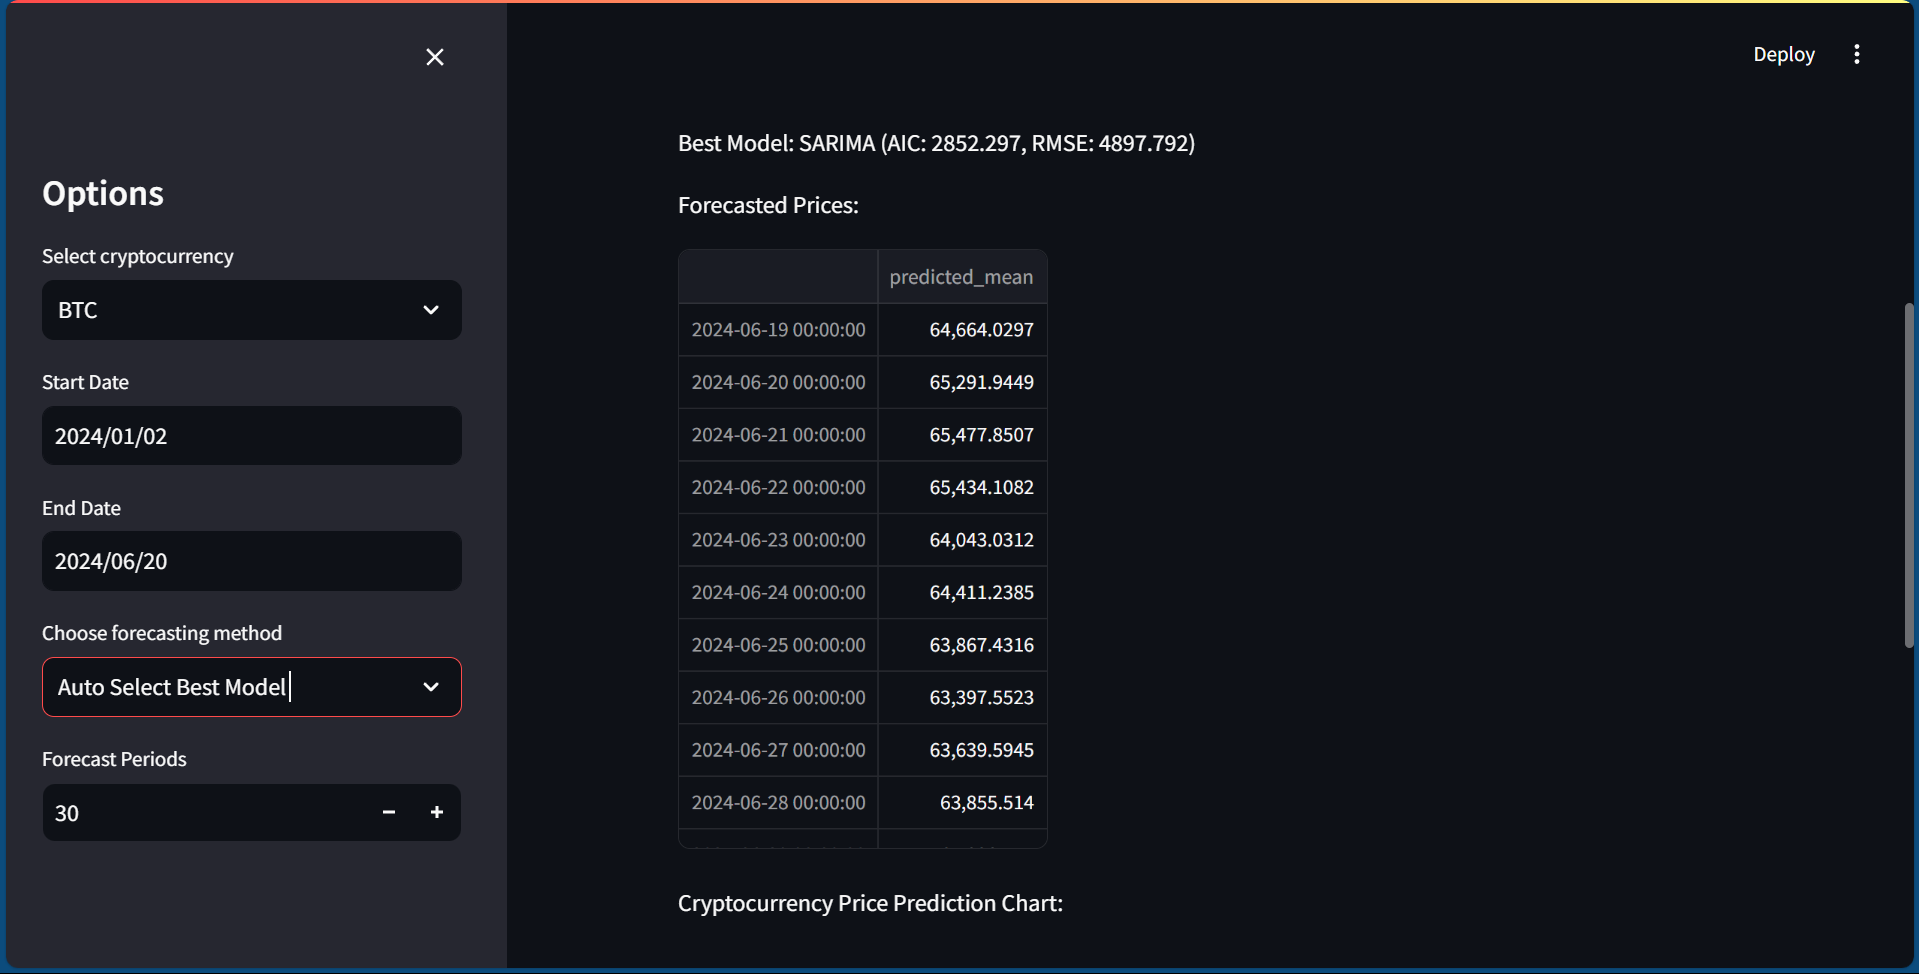 Deploy
Options
Select cryptocurrency
BTC
Start Date
2024/01/02
End Date
2024/06/20
Choose forecasting method
Auto Select Best Model
Forecast Periods
30
Best Model: SARIMA (AIC: 2852.297, RMSE: 4897.792)
Forecasted Prices:
predicted_mean
2024-06-19 00:00:00 64,664.0297
2024-06-20 00:00:00 65,291.9449
2024-06-21 00:00:00 65,477.8507
2024-06-22 00:00:00 65,434.1082
2024-06-23 00:00:00 64,043.0312
2024-06-24 00:00:00 64,411.2385
2024-06-25 00:00:00 63,867.4316
2024-06-26 00:00:00 63,397.5523
2024-06-27 00:00:00 63,639.5945
2024-06-28 00:00:00 63,855.514
Cryptocurrency Price Prediction Chart: